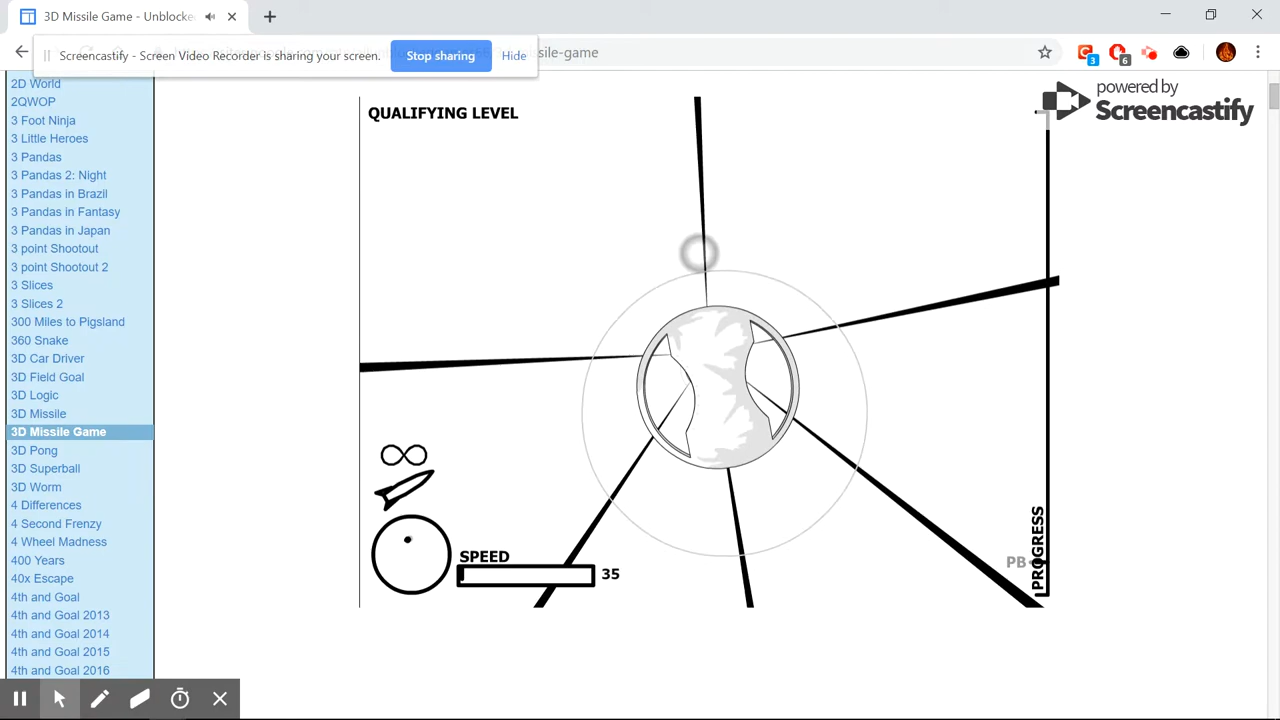 3D Missile Game - Unblocke
Screencastify - Screen Video Recorder is sharing your screen.
Stop sharing
Hide
sile-game
3
6
powered by
Screencastify
2D World
2QWOP
3 Foot Ninja
3 Little Heroes
3 Pandas
3 Pandas 2: Night
3 Pandas in Brazil
3 Pandas in Fantasy
3 Pandas in Japan
3 point Shootout
3 point Shootout 2
3 Slices
3 Slices 2
300 Miles to Pigsland
360 Snake
3D Car Driver
3D Field Goal
3D Logic
3D Missile
3D Missile Game
3D Pong
3D Superball
3D Worm
4 Differences
4 Second Frenzy
4 Wheel Madness
400 Years
40x Escape
4th and Goal
4th and Goal 2013
4th and Goal 2014
4th and Goal 2015
4th and Goal 2016
QUALIFYING LEVEL
SPEED
35
PB
PROGRESS